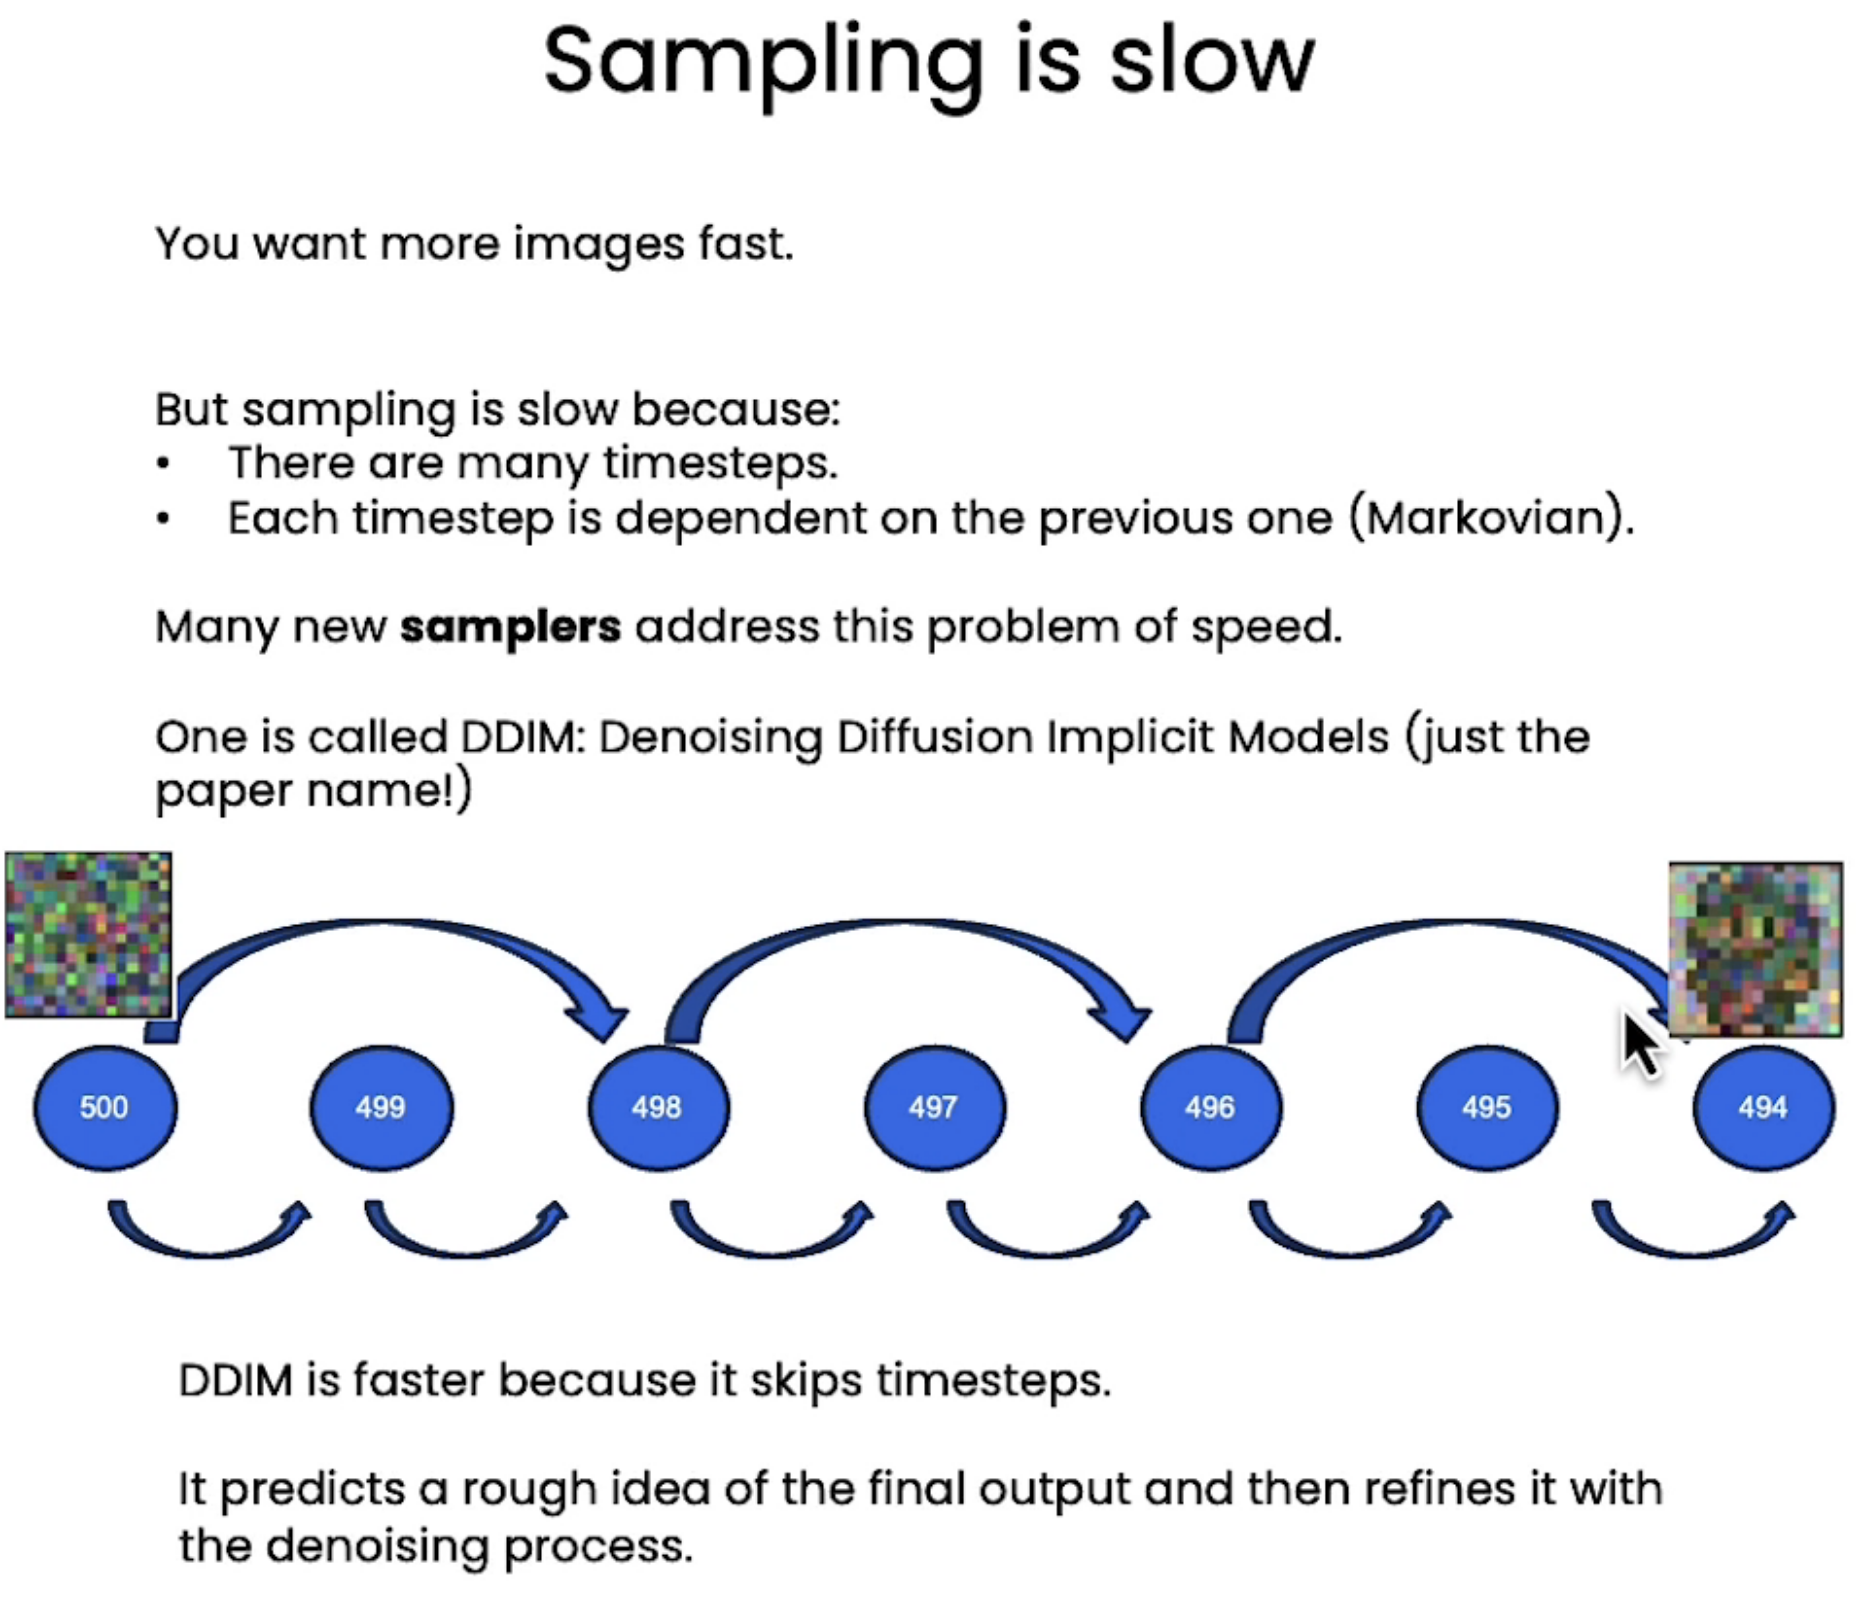 Sampling is slow
You want more images fast.
But sampling is slow because:
• There are many timesteps.
• Each timestep is dependent on the previous one (Markovian).
Many new samplers address this problem of speed.
One is called DDIM: Denoising Diffusion Implicit Models (just the
paper name!)
500 499 498 497 496 495 494
DDIM is faster because it skips timesteps.
It predicts a rough idea of the final output and then refines it with
the denoising process.